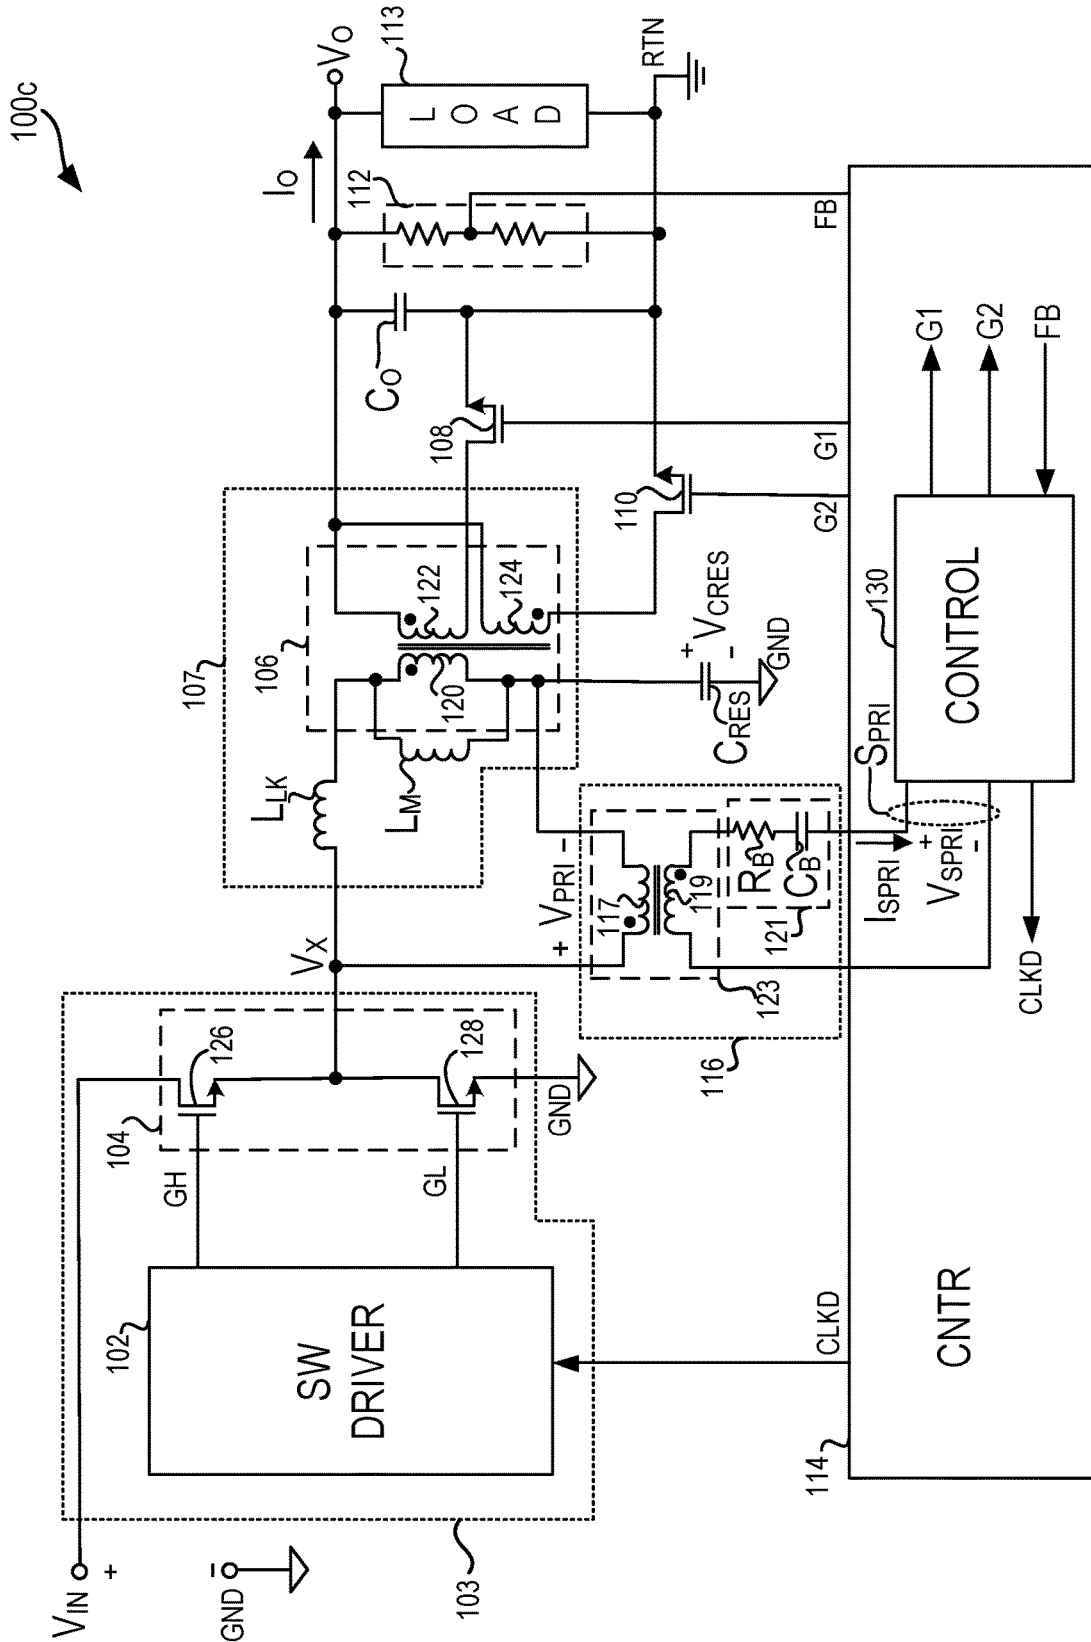 100c
VIN
+
-
GND
103
102
SW
DRIVER
GH
GL
104
126
128
GND
VX
107
LLK
LM
106
120
122
124
CRES
+
VCRES
-
GND
108
110
CO
IO
112
VO
113
LOAD
RTN
+
VPRI
-
117
119
123
116
RB
CB
121
ISPRI
+
VSPRI
-
SPRI
CLKD
G2
G1
FB
114
CNTR
130
CONTROL
CLKD
G1
G2
FB